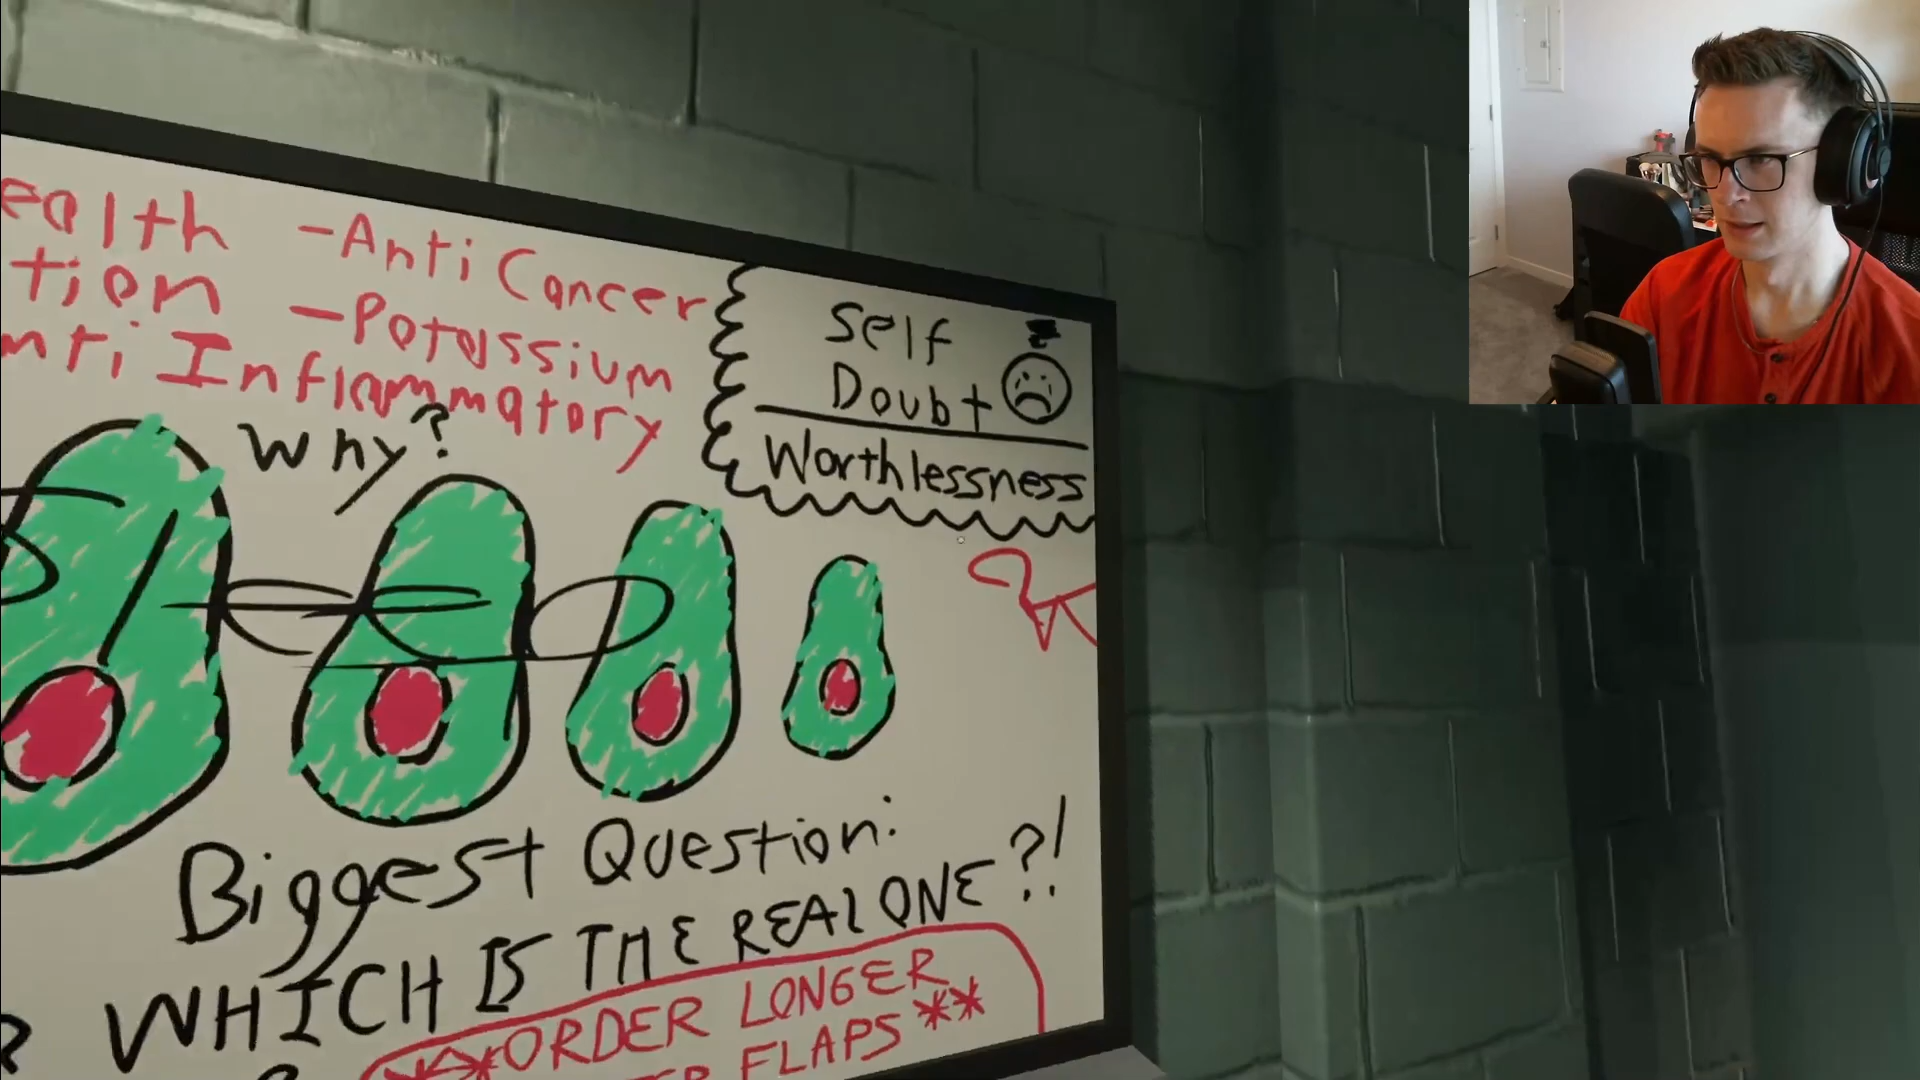 ealth -Anti Cancer
tion -Potassium
nti Inflammatory
Why?
Self
Doubt
Worthlessness
Biggest Question:
WHICH IS THE REAL ONE?!
**ORDER LONGER
FLAPS**